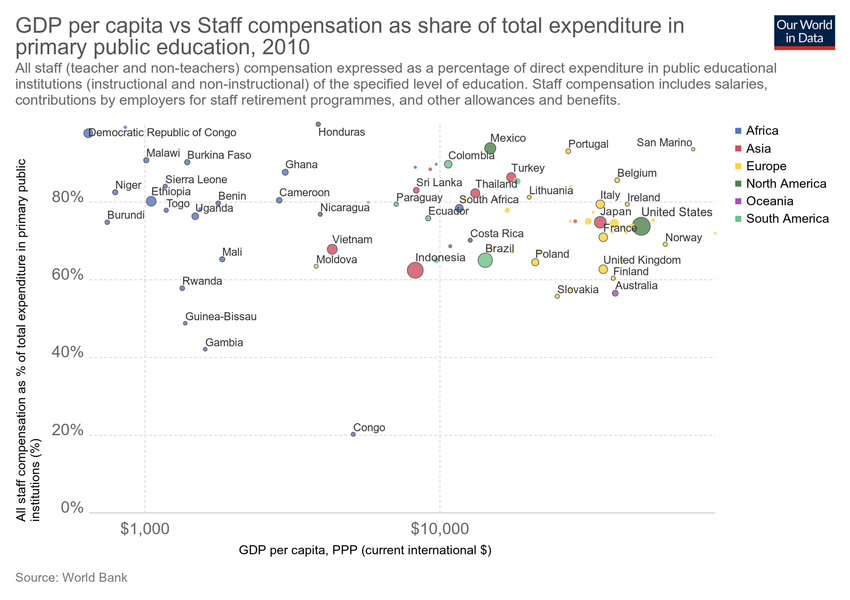 GDP per capita vs Staff compensation as share of total expenditure in
primary public education, 2010
Our World
in Data
All staff (teacher and non-teachers) compensation expressed as a percentage of direct expenditure in public educational
institutions (instructional and non-instructional) of the specified level of education. Staff compensation includes salaries,
contributions by employers for staff retirement programmes, and other allowances and benefits.
Democratic Republic of Congo
Honduras
Mexico
Portugal
San Marino
Africa
Malawi
Burkina Faso
Ghana
Colombia
Turkey
Belgium
Asia
Europe
North America
Oceania
South America
Niger
Sierra Leone
Ethiopia
Togo
Benin
Uganda
Burundi
Cameroon
Nicaragua
Sri Lanka
Paraguay
Ecuador
Thailand
South Africa
Lithuania
Italy
Ireland
Japan
United States
France
Norway
Costa Rica
Mali
Vietnam
Moldova
Indonesia
Brazil
Poland
United Kingdom
Finland
Australia
Slovakia
Rwanda
Guinea-Bissau
Gambia
Congo
80%
60%
40%
20%
0%
All staff compensation as % of total expenditure in primary public
institutions (%)
$1,000
$10,000
GDP per capita, PPP (current international $)
Source: World Bank